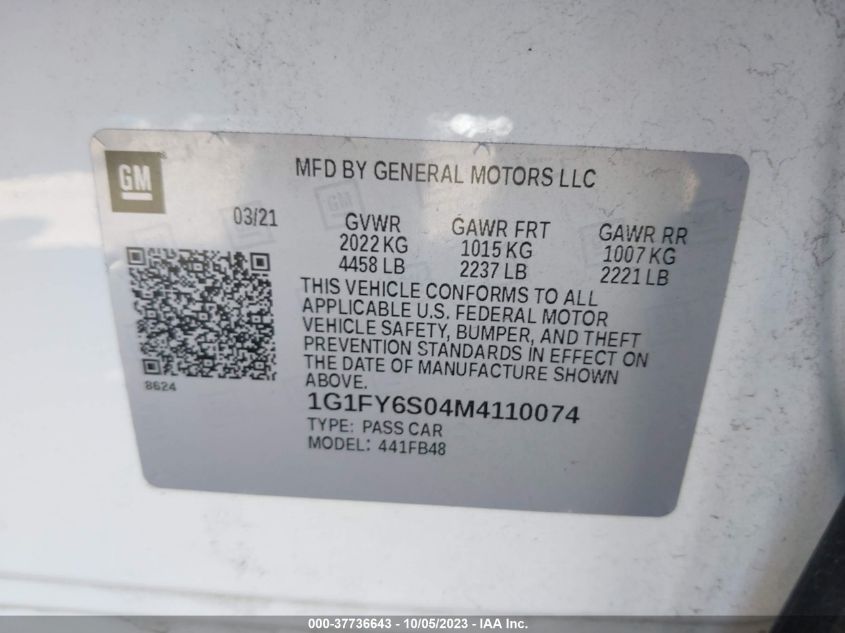 GM
MFD BY GENERAL MOTORS LLC
03/21
GVWR
2022 KG
4458 LB
GAWR FRT
1015 KG
2237 LB
GAWR RR
1007 KG
2221 LB
THIS VEHICLE CONFORMS TO ALL
APPLICABLE U.S. FEDERAL MOTOR
VEHICLE SAFETY, BUMPER, AND THEFT
PREVENTION STANDARDS IN EFFECT ON
THE DATE OF MANUFACTURE SHOWN
ABOVE.
8624
1G1FY6S04M4110074
TYPE: PASS CAR
MODEL: 441FB48
000-37736643 - 10/05/2023 - IAA Inc.